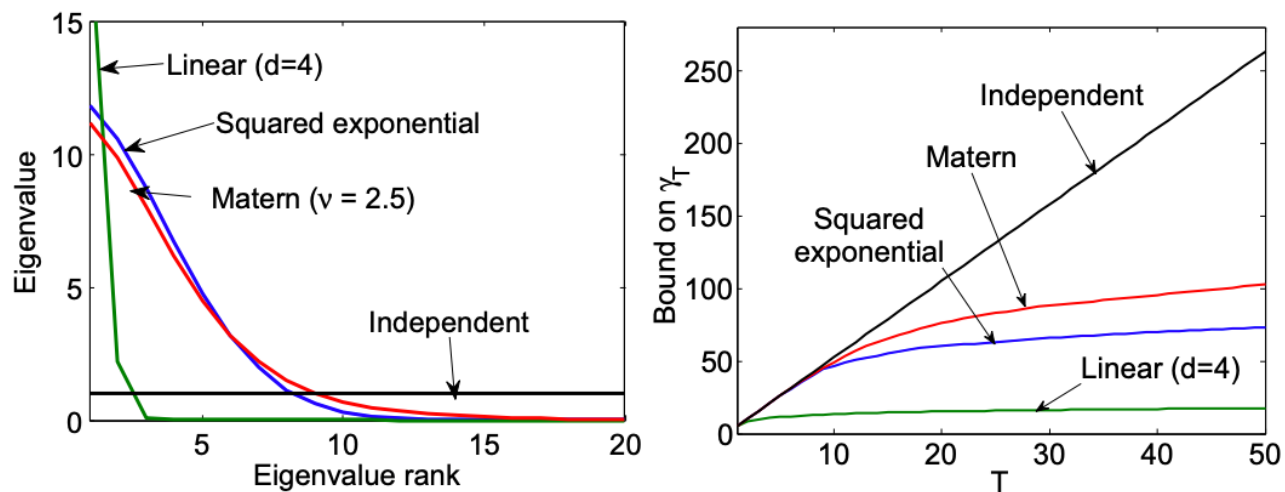 15
10
5
0
Eigenvalue
Linear (d=4)
Squared exponential
Matern (ν = 2.5)
Independent
5
10
15
20
Eigenvalue rank
250
200
150
100
50
0
Bound on γT
Independent
Matern
Squared
exponential
Linear (d=4)
10
20
30
40
50
T